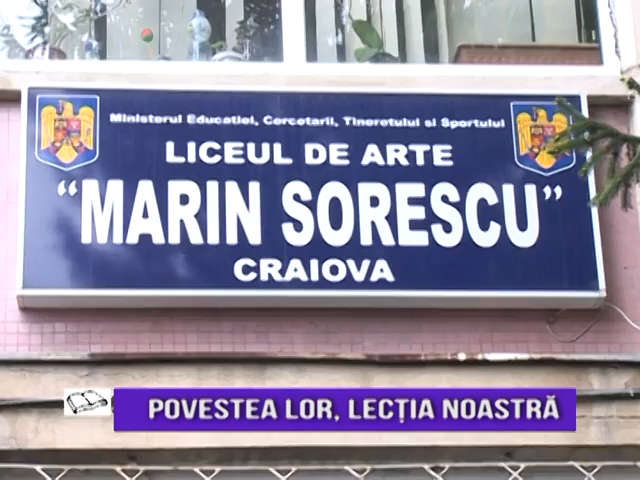 Ministerul Educatiei, Cercetarii, Tineretului si Sportului
LICEUL DE ARTE
“MARIN SORESCU”
CRAIOVA
POVESTEA LOR, LECȚIA NOASTRĂ